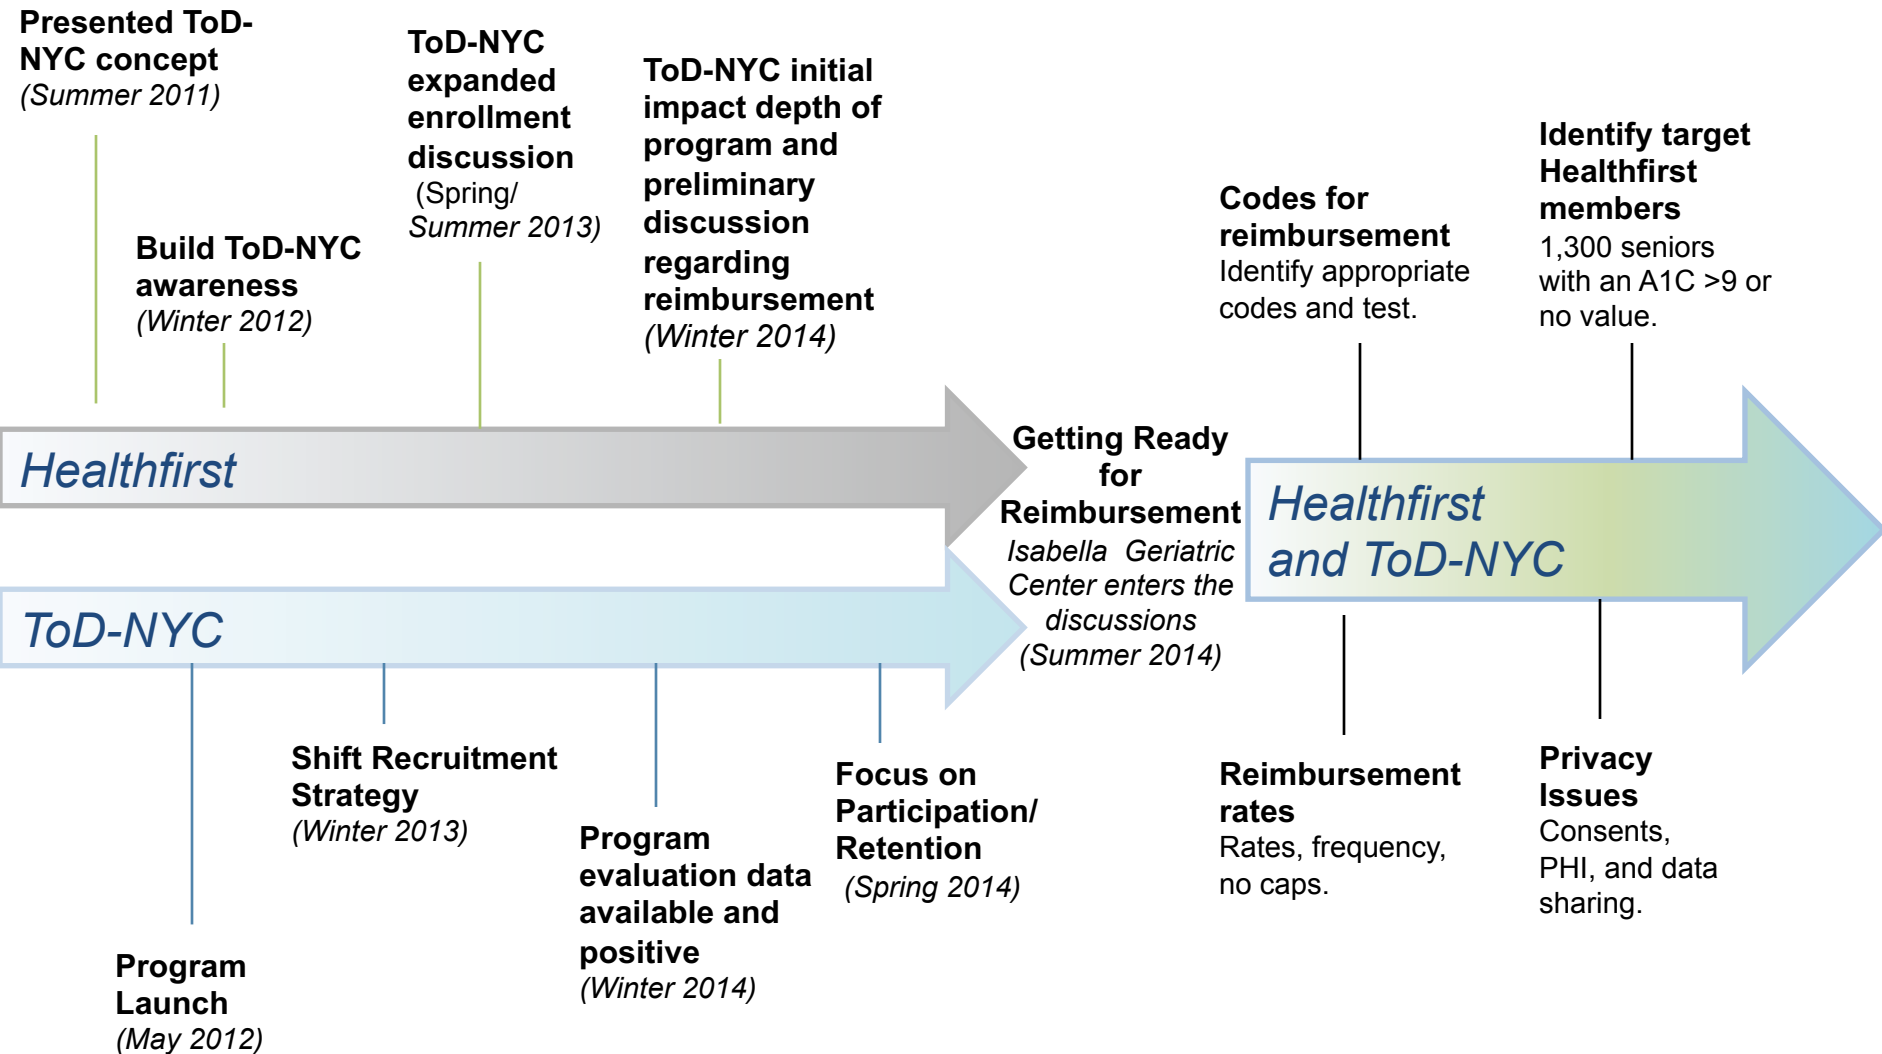 Presented ToD-
NYC concept
(Summer 2011)
Build ToD-NYC
awareness
(Winter 2012)
ToD-NYC
expanded
enrollment
discussion
(Spring/
Summer 2013)
ToD-NYC initial
impact depth of
program and
preliminary
discussion
regarding
reimbursement
(Winter 2014)
Codes for
reimbursement
Identify appropriate
codes and test.
Identify target
Healthfirst
members
1,300 seniors
with an A1C >9 or
no value.
Healthfirst
ToD-NYC
Getting Ready
for
Reimbursement
Isabella Geriatric
Center enters the
discussions
(Summer 2014)
Healthfirst
and ToD-NYC
Program
Launch
(May 2012)
Shift Recruitment
Strategy
(Winter 2013)
Program
evaluation data
available and
positive
(Winter 2014)
Focus on
Participation/
Retention
(Spring 2014)
Reimbursement
rates
Rates, frequency,
no caps.
Privacy
Issues
Consents,
PHI, and data
sharing.